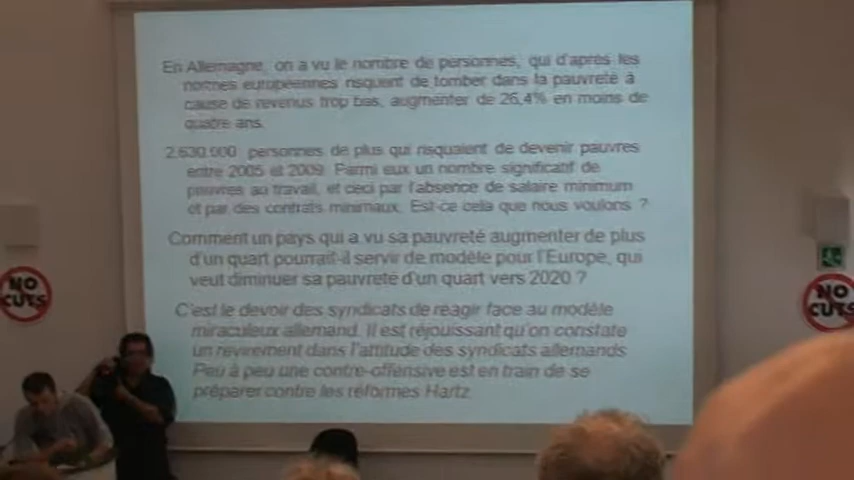 En Allemagne, on a vu le nombre de personnes, qui d'après les
normes européennes risquent de tomber dans la pauvreté à
cause de revenus trop bas, augmenter de 26,4% en moins de
quatre ans.
2.630.000 personnes de plus qui risquaient de devenir pauvres
entre 2005 et 2009. Parmi eux un nombre significatif de
pauvres au travail, et ceci par l'absence de salaire minimum
et par des contrats minimaux. Est-ce cela que nous voulons ?
Comment un pays qui a vu sa pauvreté augmenter de plus
d'un quart pourrait-il servir de modèle pour l'Europe, qui
veut diminuer sa pauvreté d'un quart vers 2020 ?
C'est le devoir des syndicats de réagir face au modèle
miraculeux allemand. Il est réjouissant qu'on constate
un revirement dans l'attitude des syndicats allemands
Peu à peu une contre-offensive est en train de se
préparer contre les réformes Hartz.
NO
CUTS
NO
CUTS